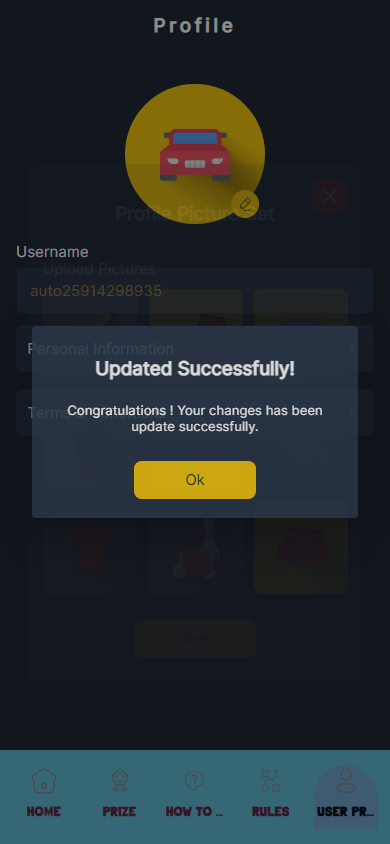 Profile
Profile Picture Set
Username
Upload Pictures
auto25914298935
Personal Information
Updated Successfully!
Congratulations ! Your changes has been
update successfully.
Ok
HOME
PRIZE
HOW TO ...
RULES
USER PR...